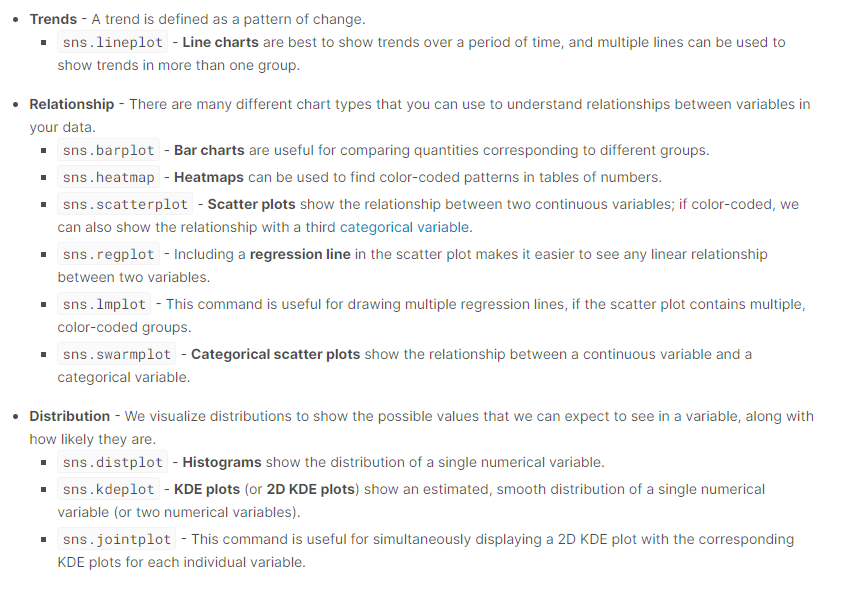 Trends - A trend is defined as a pattern of change.
sns.lineplot - Line charts are best to show trends over a period of time, and multiple lines can be used to
show trends in more than one group.
Relationship - There are many different chart types that you can use to understand relationships between variables in
your data.
sns.barplot - Bar charts are useful for comparing quantities corresponding to different groups.
sns.heatmap - Heatmaps can be used to find color-coded patterns in tables of numbers.
sns.scatterplot - Scatter plots show the relationship between two continuous variables; if color-coded, we
can also show the relationship with a third categorical variable.
sns.regplot - Including a regression line in the scatter plot makes it easier to see any linear relationship
between two variables.
sns.lmplot - This command is useful for drawing multiple regression lines, if the scatter plot contains multiple,
color-coded groups.
sns.swarmplot - Categorical scatter plots show the relationship between a continuous variable and a
categorical variable.
Distribution - We visualize distributions to show the possible values that we can expect to see in a variable, along with
how likely they are.
sns.distplot - Histograms show the distribution of a single numerical variable.
sns.kdeplot - KDE plots (or 2D KDE plots) show an estimated, smooth distribution of a single numerical
variable (or two numerical variables).
sns.jointplot - This command is useful for simultaneously displaying a 2D KDE plot with the corresponding
KDE plots for each individual variable.